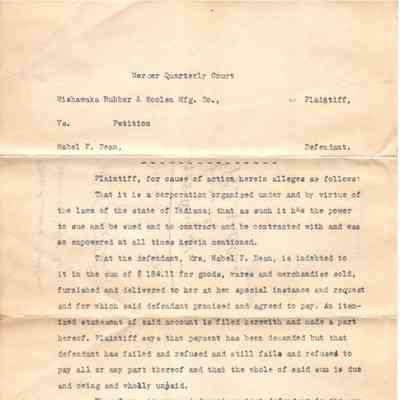 Mercer Quarterly Court
Mishawaka Rubber & Woolen Mfg. Co., Plaintiff,
Vs. Petition
Mabel F. Dean, Defendant.
- - - - - - - - - - - - - - -
Plaintiff, for cause of action herein alleges as follows:
That it is a corporation organized under and by virtue of
the laws of the state of Indiana; that as such it has the power
to sue and be sued and to contract and be contracted with and was
so empowered at all times herein mentioned.
That the defendant, Mrs, Mabel F. Dean, is indebted to
it in the sum of $ 184.11 for goods, wares and merchandise sold,
furnished and delivered to her at her special instance and request
and for which said defendant promised and agreed to pay. An item-
ized statement of said account is filed herewith and made a part
hereof. Plaintiff says that payment has been demanded but that
defendant has failed and refused and still fails and refuses to
pay all or any part thereof and that the whole of said sum is due
and owing and wholly unpaid.